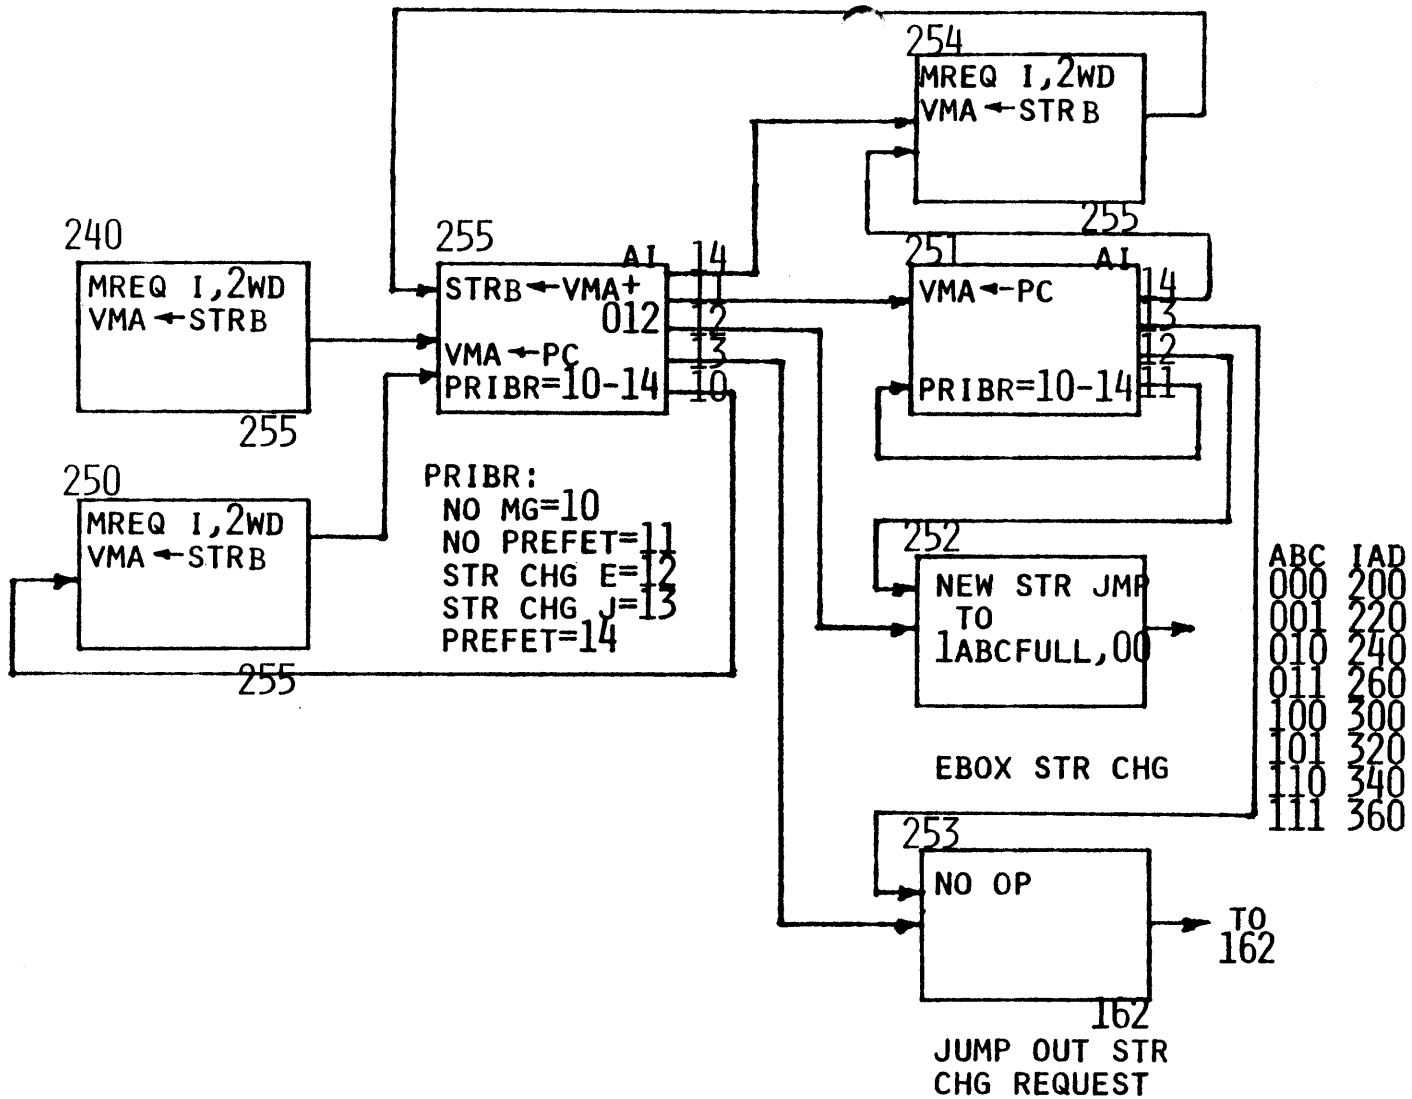 254
MREQ I,2WD
VMA ←STRB
255
240
MREQ I,2WD
VMA ←STRB
255
255
AI
STRB←VMA+
012
VMA←PC
PRIBR=10-14
14
11
12
13
10
251
AI
VMA←PC
PRIBR=10-14
14
13
12
11
250
MREQ I,2WD
VMA ←STRB
255
PRIBR:
NO MG=10
NO PREFET=11
STR CHG E=12
STR CHG J=13
PREFET=14
252
NEW STR JMP
TO
1ABCFULL,00
EBOX STR CHG
ABC IAD
000 200
001 220
010 240
011 260
100 300
101 320
110 340
111 360
253
NO OP
TO
162
162
JUMP OUT STR
CHG REQUEST